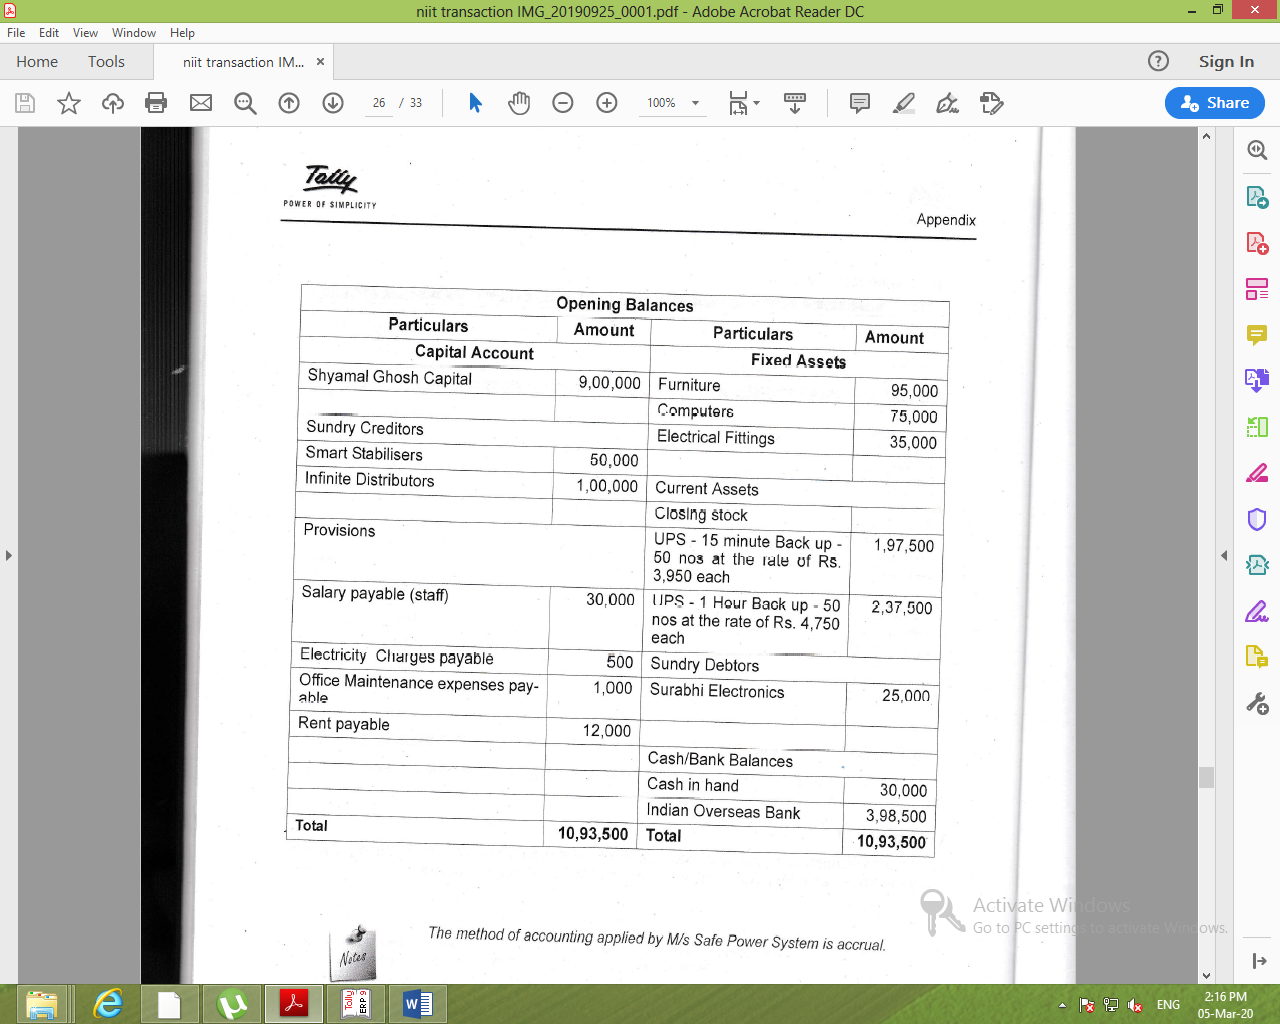 niit transaction IMG_20190925_0001.pdf - Adobe Acrobat Reader DC
File Edit View Window Help
Home Tools niit transaction IM... × Sign In
26 / 33 100% Share
Tally
POWER OF SIMPLICITY
Appendix
Opening Balances
Particulars Amount Particulars Amount
Capital Account Fixed Assets
Shyamal Ghosh Capital 9,00,000 Furniture 95,000
Computers 75,000
Sundry Creditors Electrical Fittings 35,000
Smart Stabilisers 50,000
Infinite Distributors 1,00,000 Current Assets
Closing stock
Provisions UPS - 15 minute Back up - 1,97,500
50 nos at the rate of Rs.
3,950 each
Salary payable (staff) 30,000 UPS - 1 Hour Back up - 50 2,37,500
nos at the rate of Rs. 4,750
each
Electricity Charges payable 500 Sundry Debtors
Office Maintenance expenses pay- 1,000 Surabhi Electronics 25,000
able
Rent payable 12,000
Cash/Bank Balances
Cash in hand 30,000
Indian Overseas Bank 3,98,500
Total 10,93,500 Total 10,93,500
Notes
The method of accounting applied by M/s Safe Power System is accrual.
Activate Windows
Go to PC settings to activate Windows.
Tally
ERP 9
ENG
2:16 PM
05-Mar-20